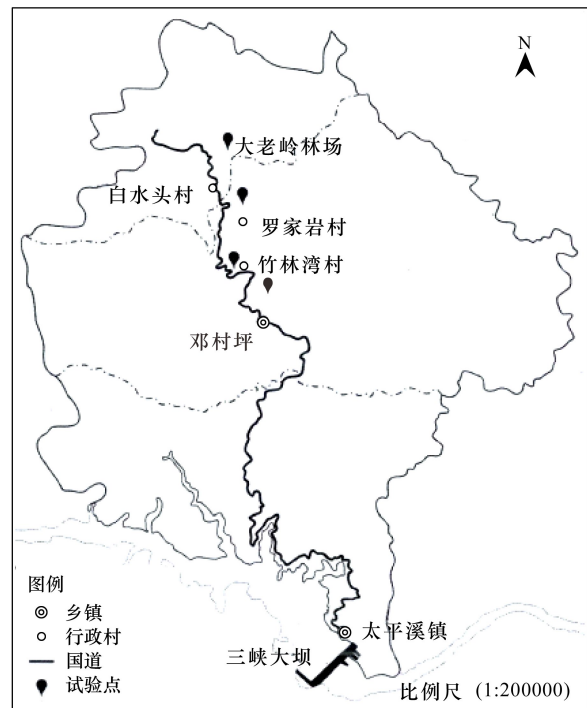 N
大老岭林场
白水头村
罗家岩村
竹林湾村
邓村坪
图例
乡镇
行政村
国道
试验点
太平溪镇
三峡大坝
比例尺 (1:200000)